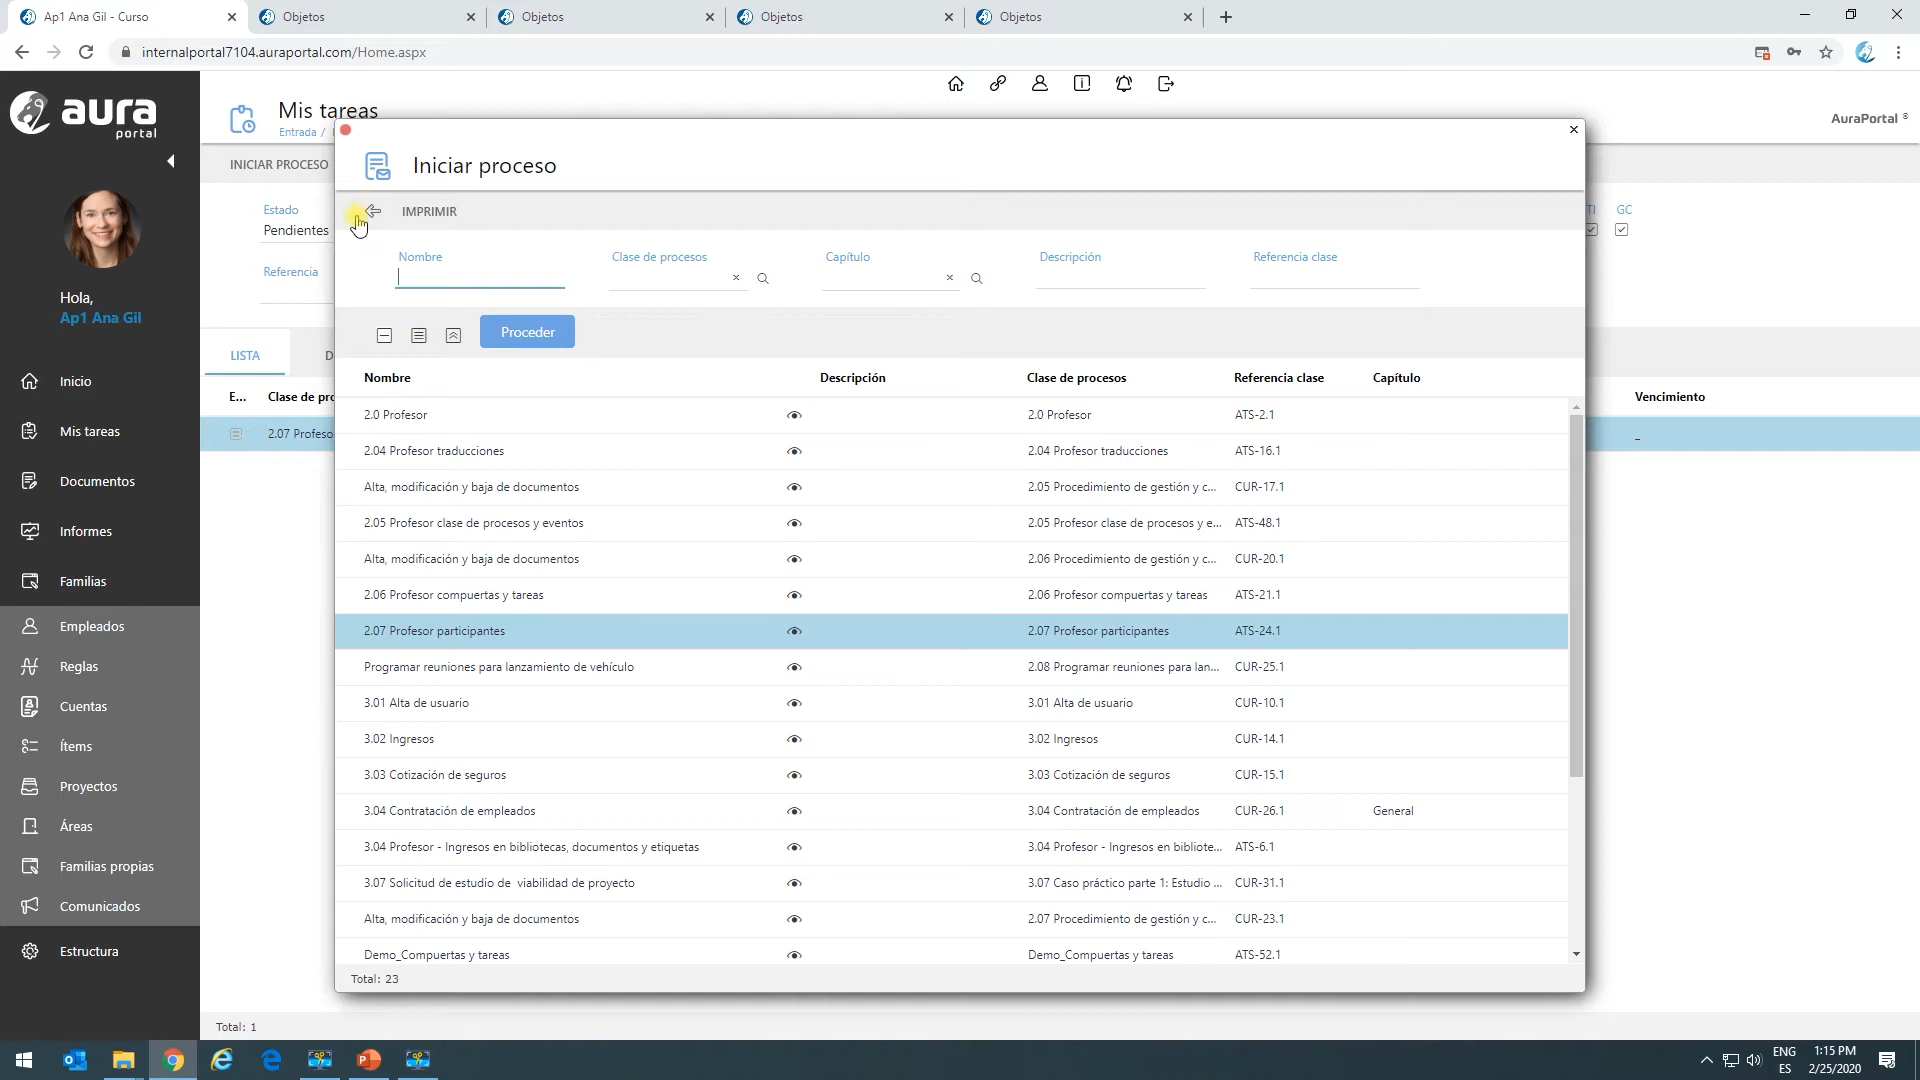 Ap1 Ana Gil - Curso
Objetos
Objetos
Objetos
Objetos
internalportal7104.auraportal.com/Home.aspx
aura
portal
Mis tareas
Entrada /
AuraPortal ®
INICIAR PROCESO
Estado
Pendientes
Referencia
TI
GC
Hola,
Ap1 Ana Gil
LISTA
D
E...
Clase de pro
Vencimiento
2.07 Profeso
_
Inicio
Mis tareas
Documentos
Informes
Familias
Empleados
Reglas
Cuentas
Ítems
Proyectos
Áreas
Familias propias
Comunicados
Estructura
Iniciar proceso
IMPRIMIR
Nombre
Clase de procesos
Capítulo
Descripción
Referencia clase
Proceder
Nombre Descripción Clase de procesos Referencia clase Capítulo
2.0 Profesor 2.0 Profesor ATS-2.1
2.04 Profesor traducciones 2.04 Profesor traducciones ATS-16.1
Alta, modificación y baja de documentos 2.05 Procedimiento de gestión y c... CUR-17.1
2.05 Profesor clase de procesos y eventos 2.05 Profesor clase de procesos y e... ATS-48.1
Alta, modificación y baja de documentos 2.06 Procedimiento de gestión y c... CUR-20.1
2.06 Profesor compuertas y tareas 2.06 Profesor compuertas y tareas ATS-21.1
2.07 Profesor participantes 2.07 Profesor participantes ATS-24.1
Programar reuniones para lanzamiento de vehículo 2.08 Programar reuniones para lan... CUR-25.1
3.01 Alta de usuario 3.01 Alta de usuario CUR-10.1
3.02 Ingresos 3.02 Ingresos CUR-14.1
3.03 Cotización de seguros 3.03 Cotización de seguros CUR-15.1
3.04 Contratación de empleados 3.04 Contratación de empleados CUR-26.1 General
3.04 Profesor - Ingresos en bibliotecas, documentos y etiquetas 3.04 Profesor - Ingresos en bibliote... ATS-6.1
3.07 Solicitud de estudio de  viabilidad de proyecto 3.07 Caso práctico parte 1: Estudio ... CUR-31.1
Alta, modificación y baja de documentos 2.07 Procedimiento de gestión y c... CUR-23.1
Demo_Compuertas y tareas Demo_Compuertas y tareas ATS-52.1
Total: 23
Total: 1
ENG
ES
1:15 PM
2/25/2020